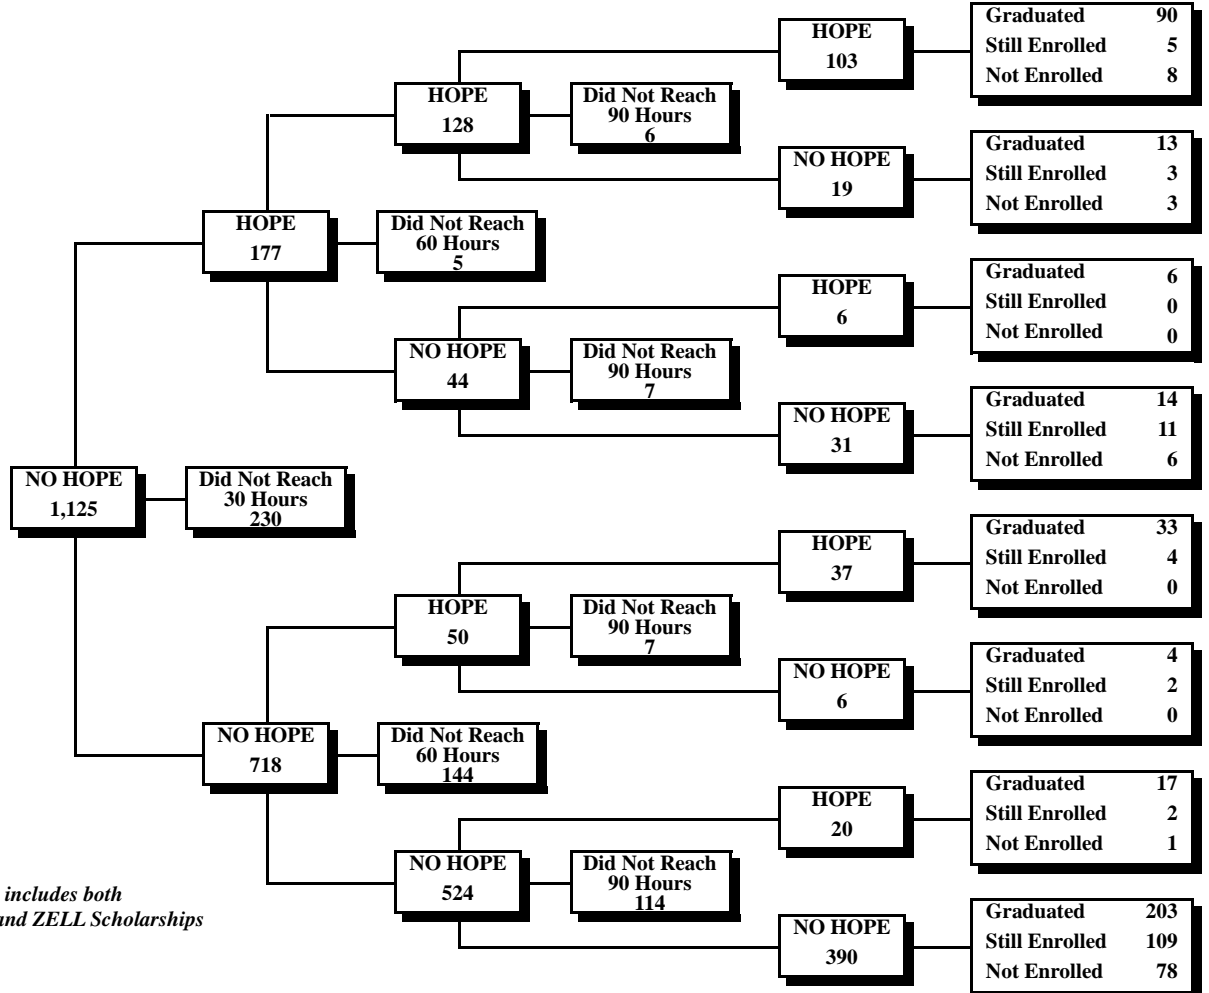 HOPE
103
Graduated 90
Still Enrolled 5
Not Enrolled 8
HOPE
128
Did Not Reach
90 Hours
6
NO HOPE
19
Graduated 13
Still Enrolled 3
Not Enrolled 3
HOPE
177
Did Not Reach
60 Hours
5
HOPE
6
Graduated 6
Still Enrolled 0
Not Enrolled 0
NO HOPE
44
Did Not Reach
90 Hours
7
NO HOPE
31
Graduated 14
Still Enrolled 11
Not Enrolled 6
NO HOPE
1,125
Did Not Reach
30 Hours
230
HOPE
37
Graduated 33
Still Enrolled 4
Not Enrolled 0
HOPE
50
Did Not Reach
90 Hours
7
NO HOPE
6
Graduated 4
Still Enrolled 2
Not Enrolled 0
NO HOPE
718
Did Not Reach
60 Hours
144
HOPE
20
Graduated 17
Still Enrolled 2
Not Enrolled 1
NO HOPE
524
Did Not Reach
90 Hours
114
NO HOPE
390
Graduated 203
Still Enrolled 109
Not Enrolled 78
includes both
and ZELL Scholarships